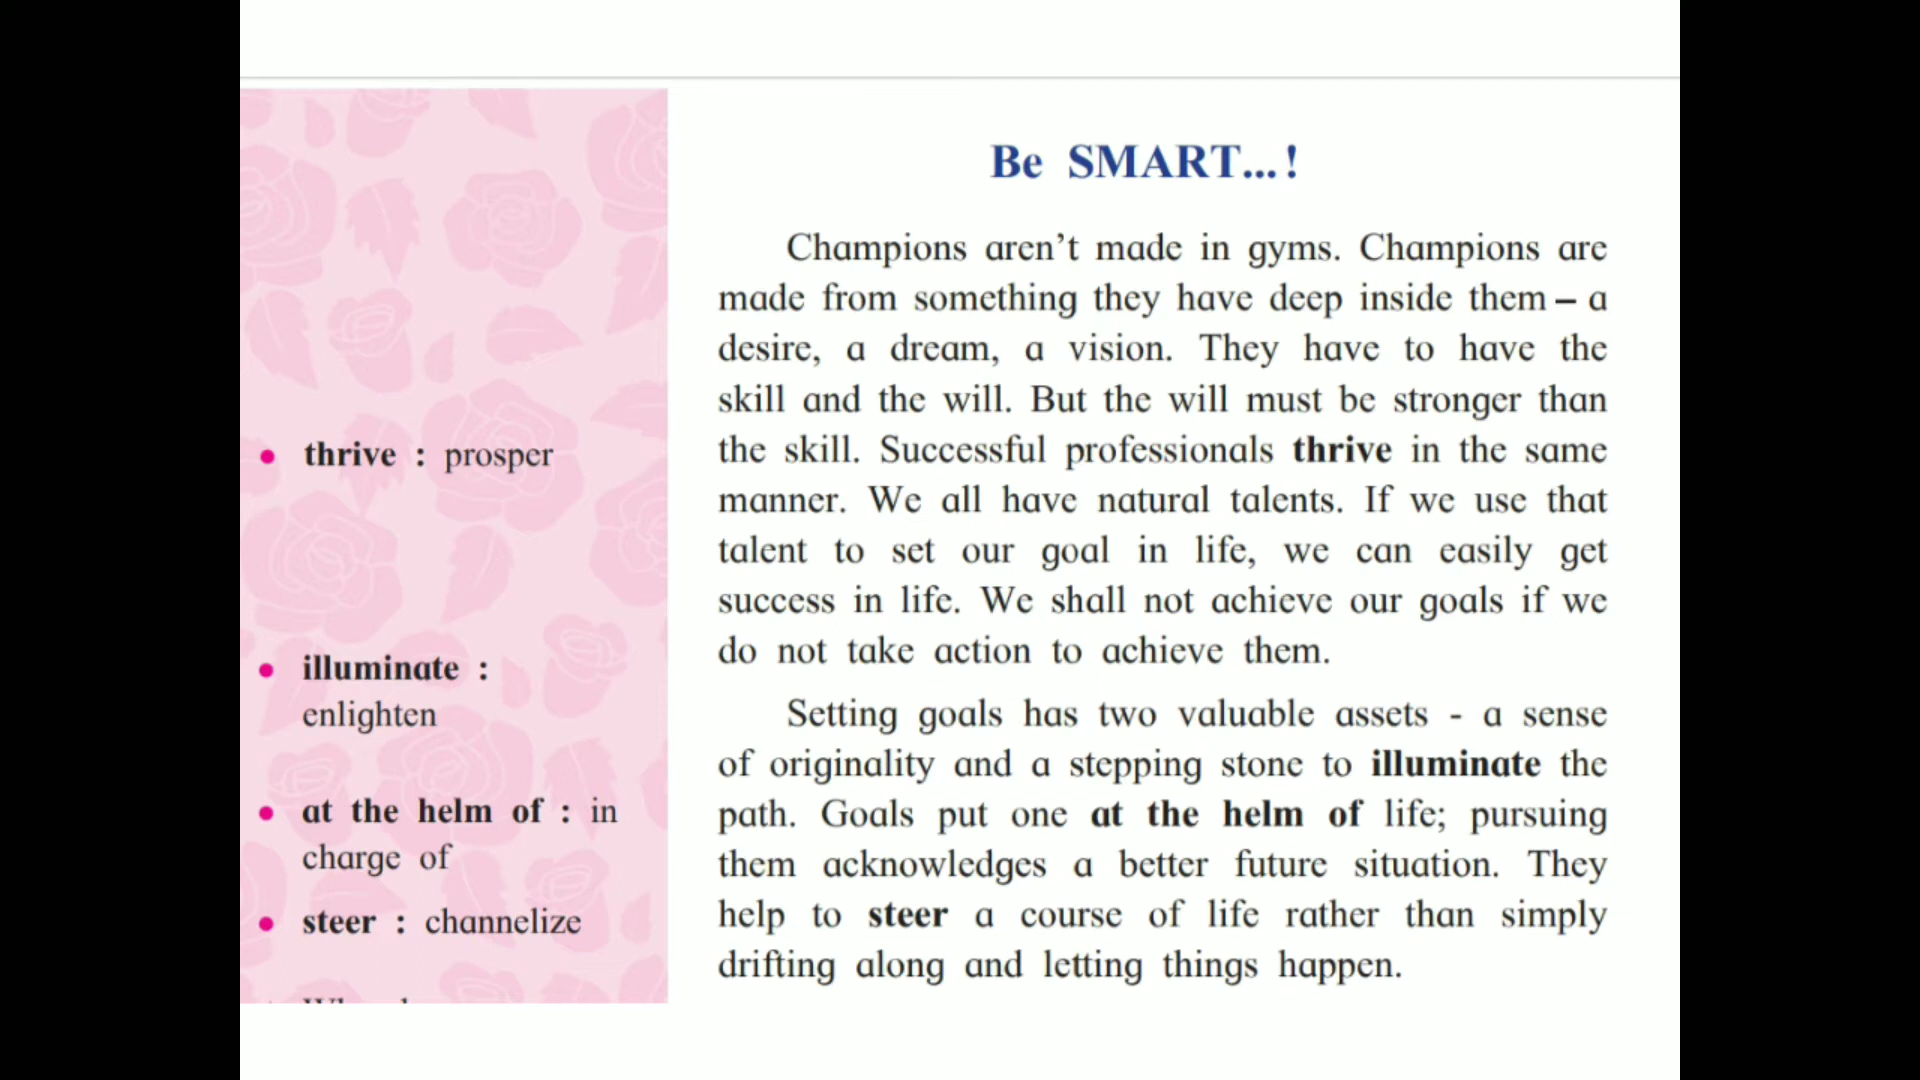 Be SMART...!
Champions aren't made in gyms. Champions are
made from something they have deep inside them – a
desire, a dream, a vision. They have to have the
skill and the will. But the will must be stronger than
the skill. Successful professionals thrive in the same
manner. We all have natural talents. If we use that
talent to set our goal in life, we can easily get
success in life. We shall not achieve our goals if we
do not take action to achieve them.
Setting goals has two valuable assets - a sense
of originality and a stepping stone to illuminate the
path. Goals put one at the helm of life; pursuing
them acknowledges a better future situation. They
help to steer a course of life rather than simply
drifting along and letting things happen.
• thrive : prosper
• illuminate :
enlighten
• at the helm of : in
charge of
• steer : channelize